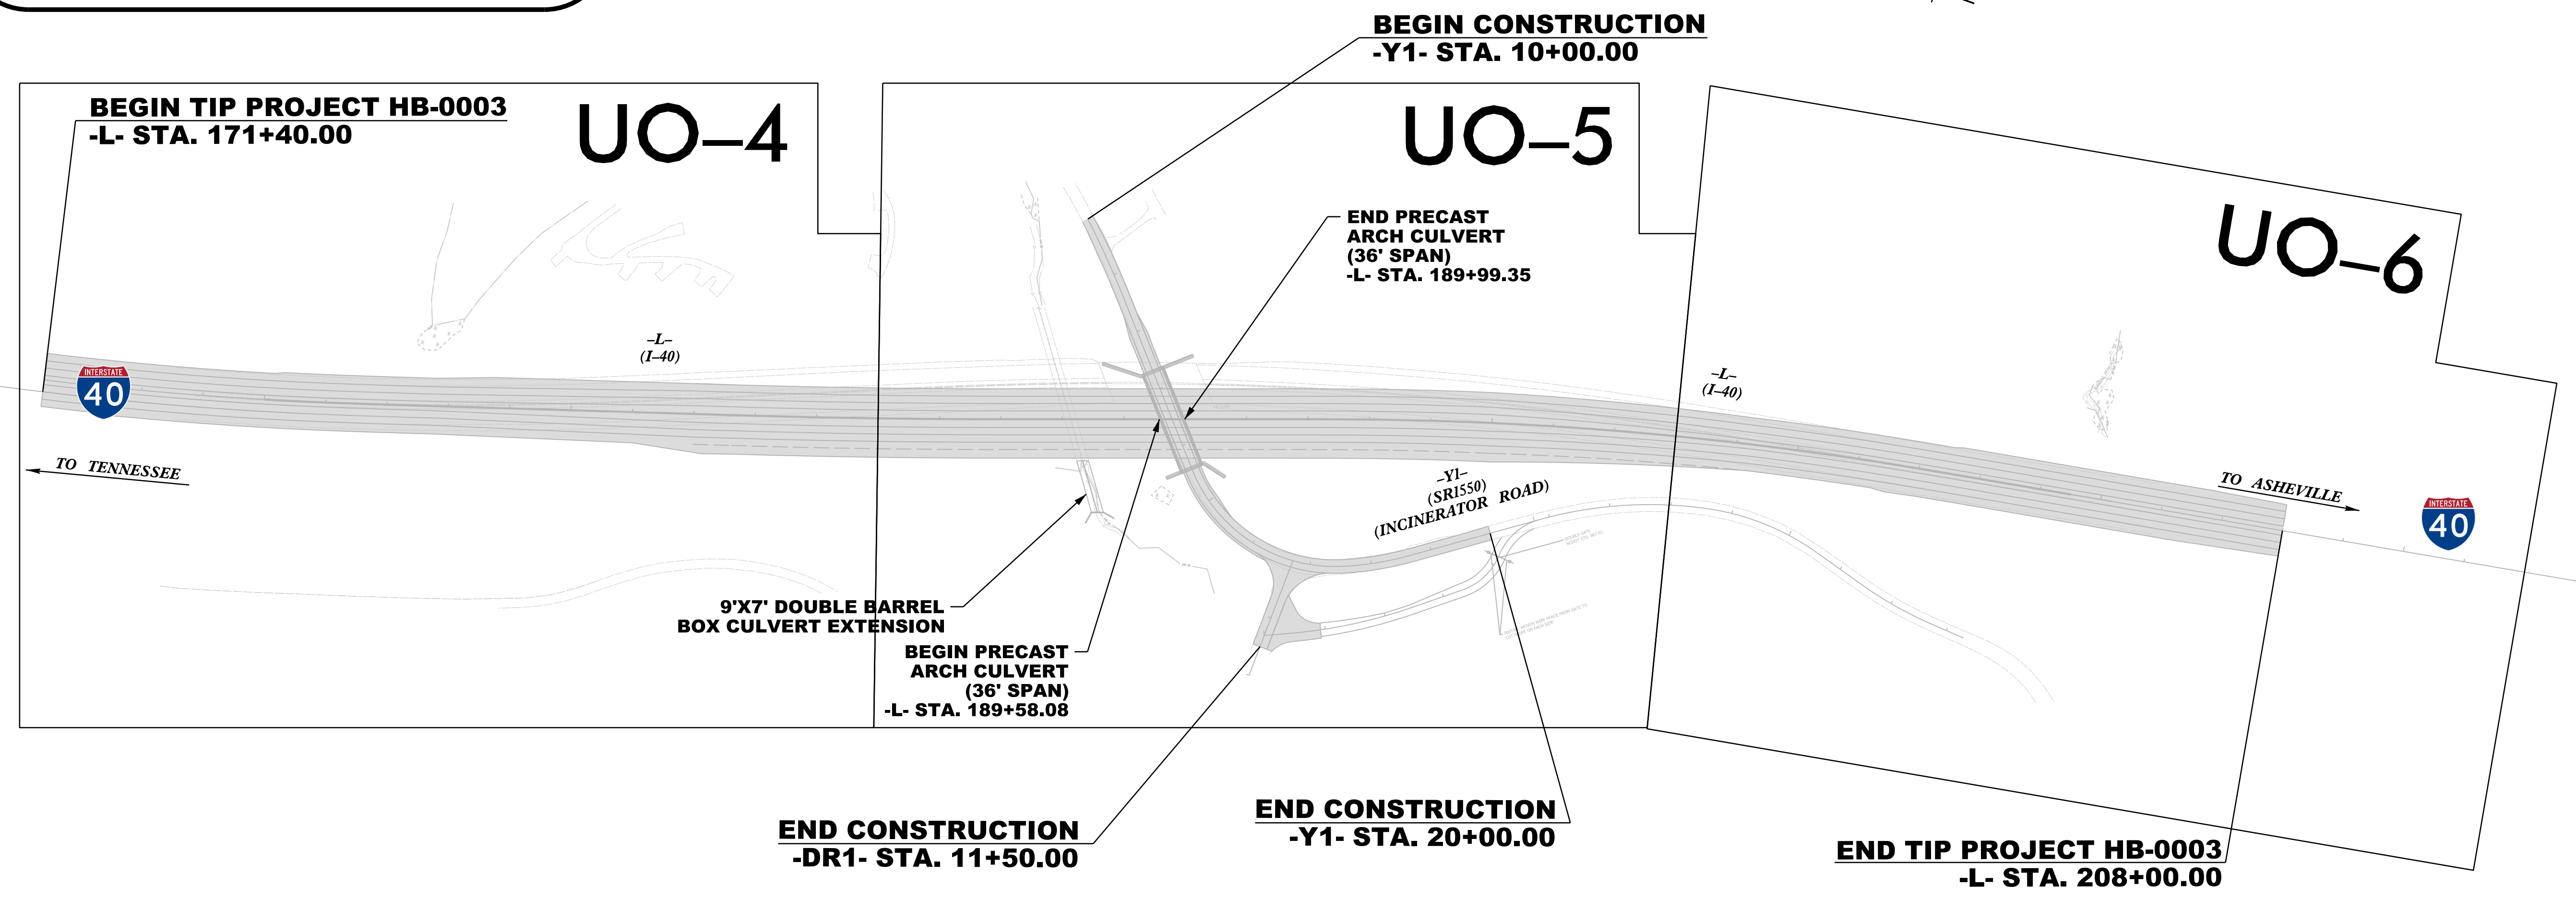 BEGIN CONSTRUCTION
-Y1- STA. 10+00.00
BEGIN TIP PROJECT HB-0003
-L- STA. 171+40.00
UO-4
UO-5
UO-6
END PRECAST
ARCH CULVERT
(36' SPAN)
-L- STA. 189+99.35
-L-
(I-40)
-L-
(I-40)
INTERSTATE
40
TO TENNESSEE
-Y1-
(SR1550)
(INCINERATOR ROAD)
TO ASHEVILLE
INTERSTATE
40
9'X7' DOUBLE BARREL
BOX CULVERT EXTENSION
BEGIN PRECAST
ARCH CULVERT
(36' SPAN)
-L- STA. 189+58.08
END CONSTRUCTION
-DR1- STA. 11+50.00
END CONSTRUCTION
-Y1- STA. 20+00.00
END TIP PROJECT HB-0003
-L- STA. 208+00.00